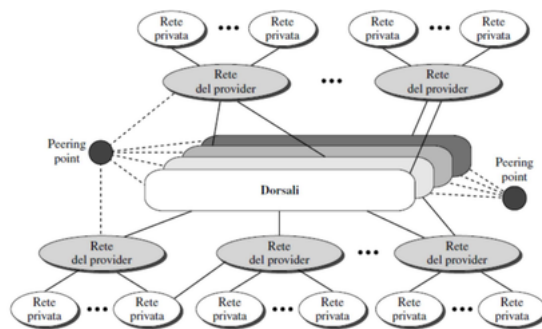 Rete
privata
•••
Rete
privata
Rete
privata
•••
Rete
privata
Rete
del provider
•••
Rete
del provider
Peering
point
Dorsali
Peering
point
Rete
del provider
Rete
del provider
•••
Rete
del provider
Rete
privata
•••
Rete
privata
Rete
privata
•••
Rete
privata
Rete
privata
•••
Rete
privata